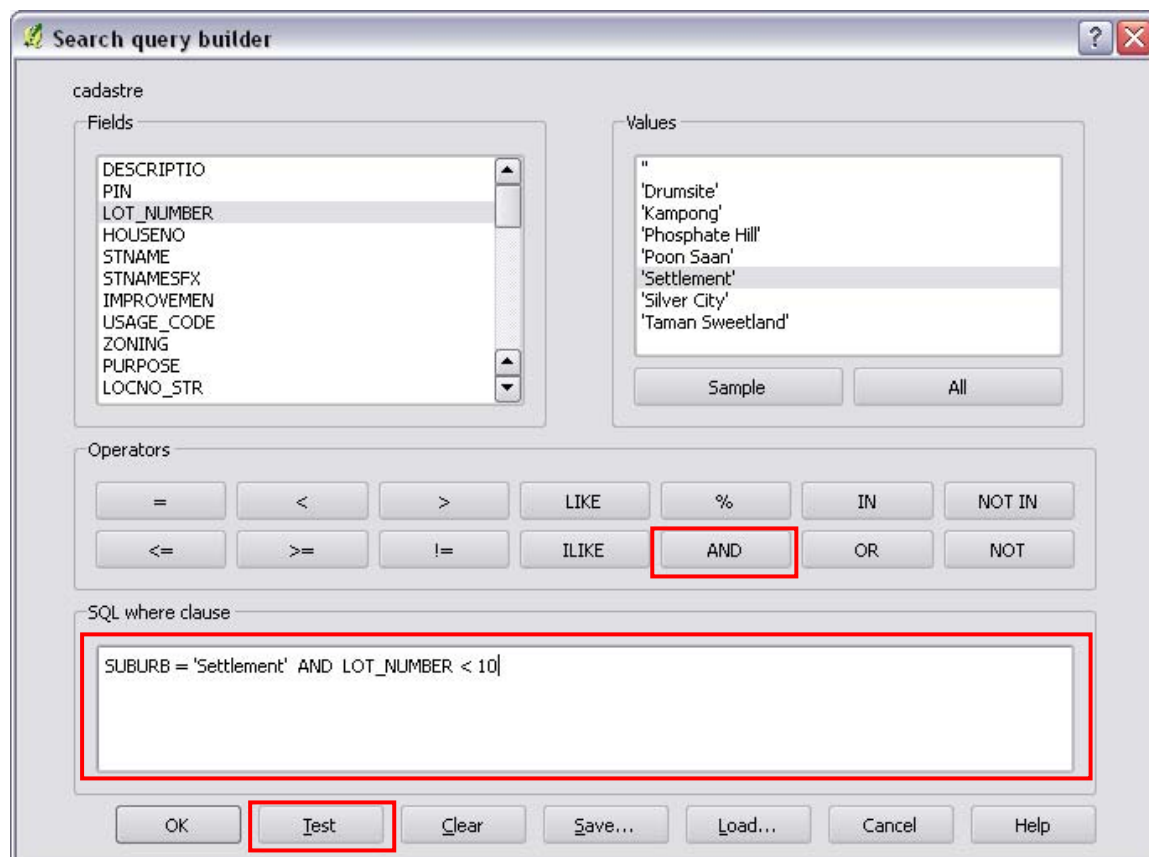 Search query builder
cadastre
Fields
DESCRIPTIO
PIN
LOT_NUMBER
HOUSENO
STNAME
STNAMESFX
IMPROVEMEN
USAGE_CODE
ZONING
PURPOSE
LOCNO_STR
Values
''
'Drumsite'
'Kampong'
'Phosphate Hill'
'Poon Saan'
'Settlement'
'Silver City'
'Taman Sweetland'
Sample All
Operators
= < > LIKE % IN NOT IN
<= >= != ILIKE AND OR NOT
SQL where clause
SUBURB = 'Settlement' AND LOT_NUMBER < 10
OK Test Clear Save... Load... Cancel Help